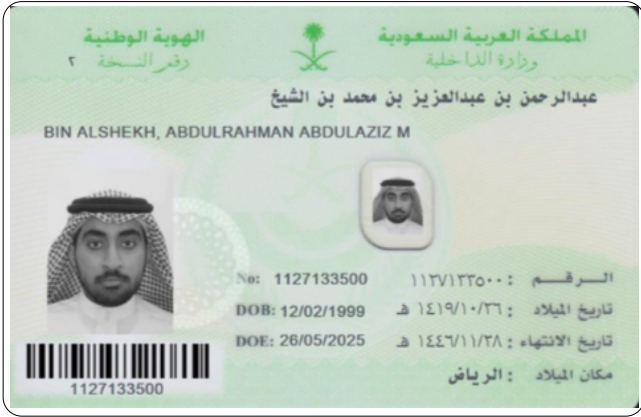 المملكة العربية السعودية
وزارة الداخلية
الهوية الوطنية
رقم النسخة ٢
عبدالرحمن بن عبدالعزيز بن محمد بن الشيخ
BIN ALSHEKH, ABDULRAHMAN ABDULAZIZ M
No: 1127133500 الرقم : ١١٢٧١٣٣٥٠٠
DOB: 12/02/1999 تاريخ الميلاد : ١٤١٩/١٠/٢٦ هـ
DOE: 26/05/2025 تاريخ الانتهاء : ١٤٤٦/١١/٢٨ هـ
مكان الميلاد : الرياض
1127133500